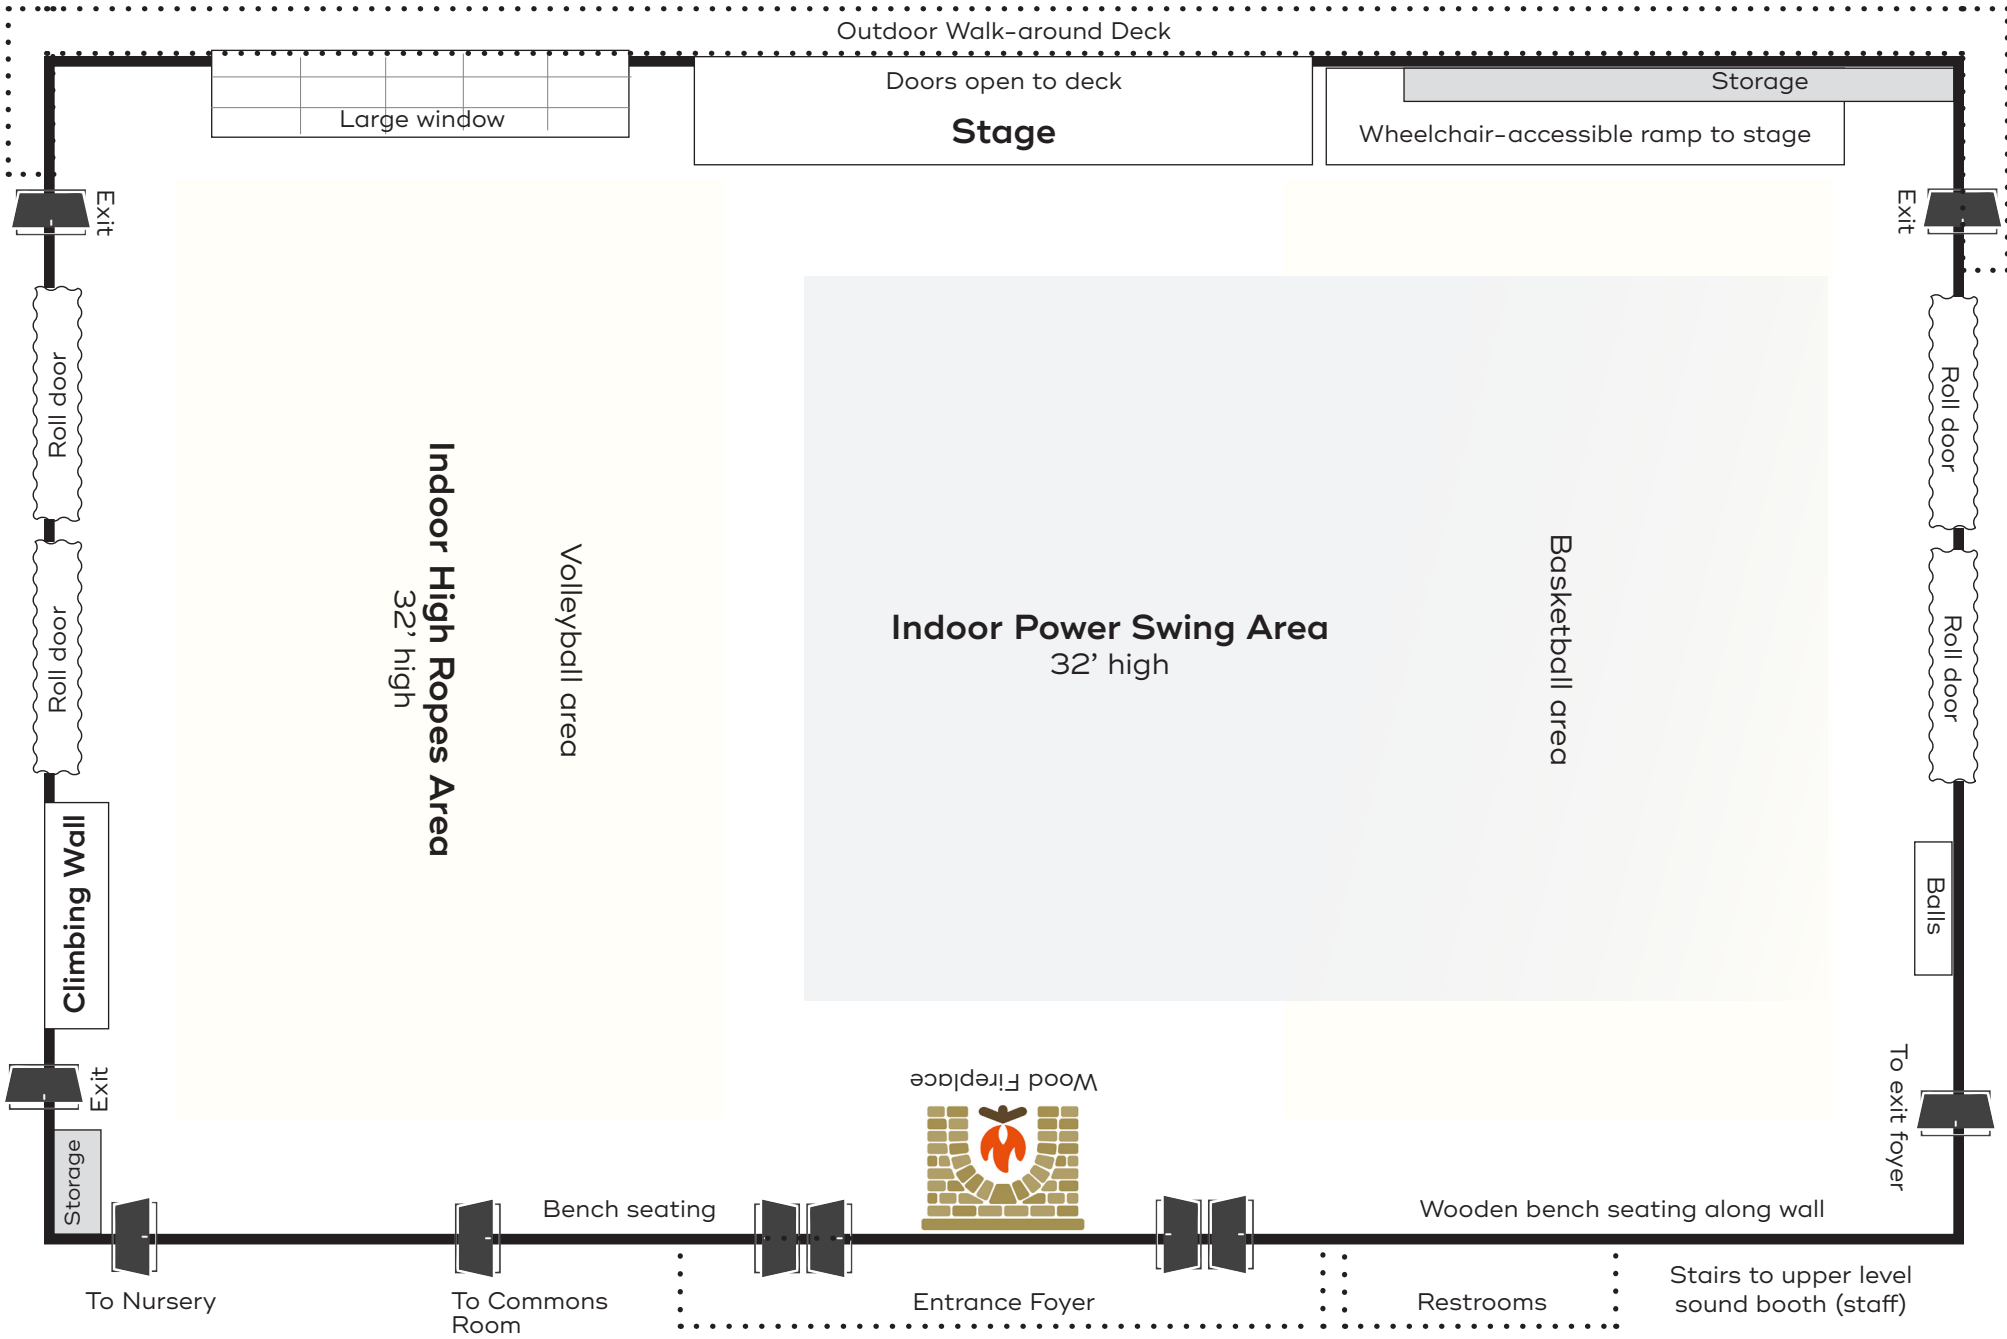 Outdoor Walk-around Deck
Doors open to deck
Storage
Large window
Stage
Wheelchair-accessible ramp to stage
Exit
Exit
Roll door
Roll door
Roll door
Roll door
Indoor High Ropes Area
32’ high
Volleyball area
Indoor Power Swing Area
32’ high
Basketball area
Climbing Wall
Balls
Exit
Wood Fireplace
To exit foyer
Storage
Bench seating
Wooden bench seating along wall
To Nursery
To Commons
Room
Entrance Foyer
Restrooms
Stairs to upper level
sound booth (staff)